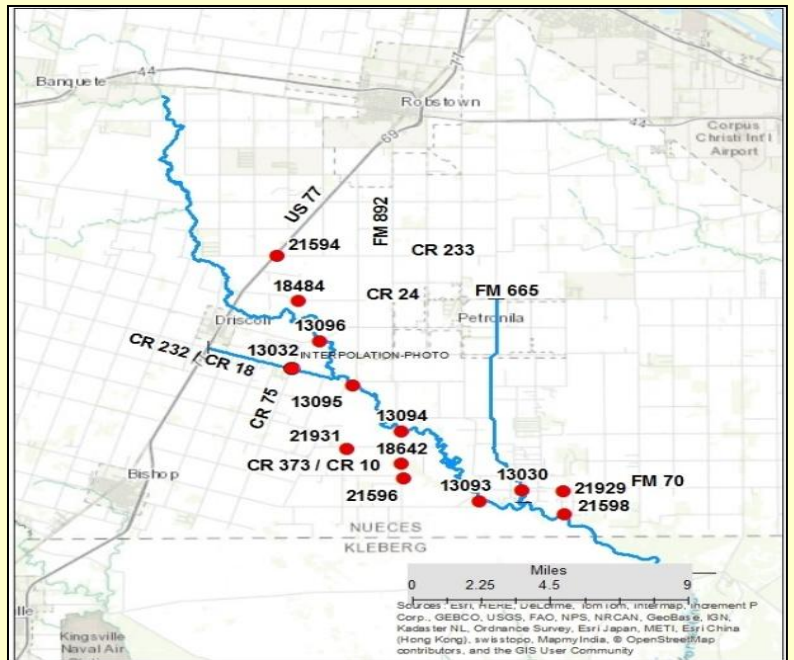 Banquete
44
77
Robstown
44
Corpus
Christi Int'l
Airport
69
US 77
FM 892
21594
CR 233
18484
CR 24
FM 665
Petronila
Driscoll
13096
13032
INTERPOLATION-PHOTO
CR 232 / CR 18
13095
CR 75
13094
21931
18642
CR 373 / CR 10
21596
Bishop
13093
13030
21929
FM 70
21598
NUECES
KLEBERG
Miles
0 2.25 4.5 9
Sources: Esri, HERE, DeLorme, TomTom, Intermap, increment P
Corp., GEBCO, USGS, FAO, NPS, NRCAN, GeoBase, IGN,
Kadaster NL, Ordnance Survey, Esri Japan, METI, Esri China
(Hong Kong), swisstopo, MapmyIndia, © OpenStreetMap
contributors, and the GIS User Community
lle
Kingsville
Naval Air